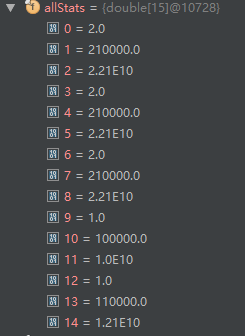 allStats = {double[15]@10728}
0 = 2.0
1 = 210000.0
2 = 2.21E10
3 = 2.0
4 = 210000.0
5 = 2.21E10
6 = 2.0
7 = 210000.0
8 = 2.21E10
9 = 1.0
10 = 100000.0
11 = 1.0E10
12 = 1.0
13 = 110000.0
14 = 1.21E10